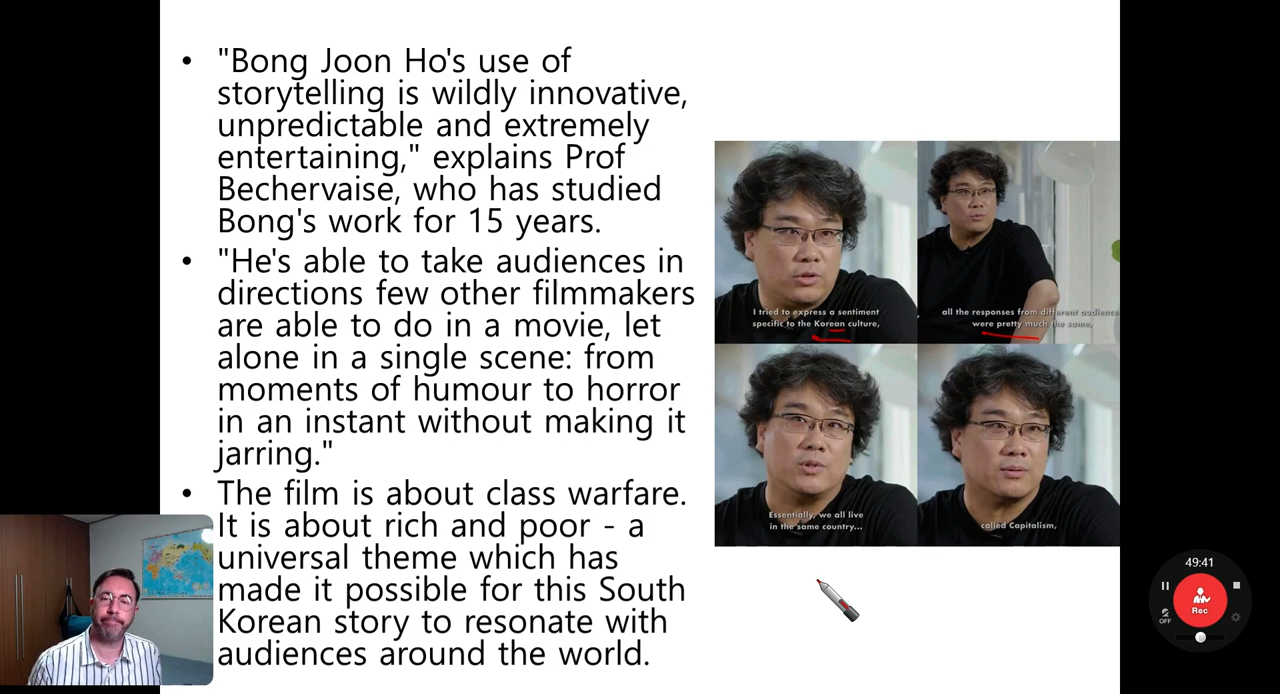 • "Bong Joon Ho's use of
storytelling is wildly innovative,
unpredictable and extremely
entertaining," explains Prof
Bechervaise, who has studied
Bong's work for 15 years.
• "He's able to take audiences in
directions few other filmmakers
are able to do in a movie, let
alone in a single scene: from
moments of humour to horror
in an instant without making it
jarring."
• The film is about class warfare.
It is about rich and poor - a
universal theme which has
made it possible for this South
Korean story to resonate with
audiences around the world.
I tried to express a sentiment
specific to the Korean culture,
all the responses from different audience
were pretty much the same,
Essentially, we all live
in the same country...
called Capitalism,
49:41
Rec
OFF